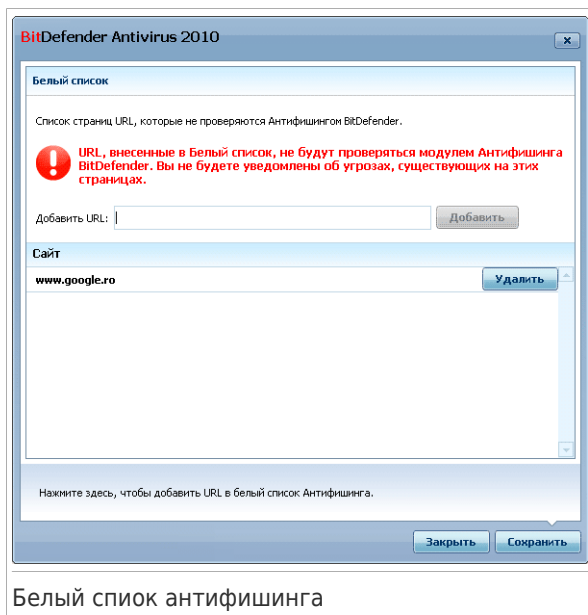 BitDefender Antivirus 2010
Белый список
Список страниц URL, которые не проверяются Антифишингом BitDefender.
URL, внесенные в Белый список, не будут проверяться модулем Антифишинга
BitDefender. Вы не будете уведомлены об угрозах, существующих на этих
страницах.
Добавить URL:
Добавить
Сайт
www.google.ro
Удалить
Нажмите здесь, чтобы добавить URL в белый список Антифишинга.
Закрыть
Сохранить
Белый спиок антифишинга